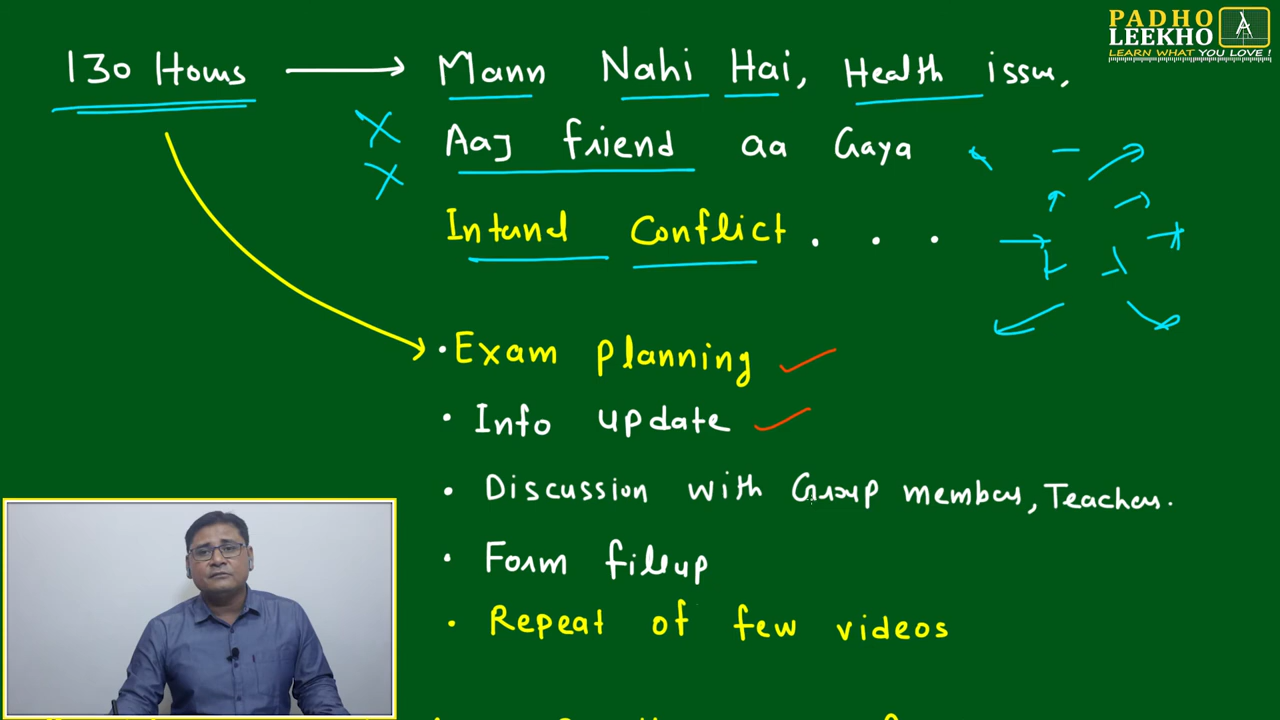 PADHO
LEEKHO
LEARN WHAT YOU LOVE !
130 Hours → Mann Nahi Hai, Health issue,
Aaj friend aa Gaya
Internal Conflict . . .
• Exam planning ✓
• Info update ✓
• Discussion with Group members, Teachers.
• Form fillup
• Repeat of few videos